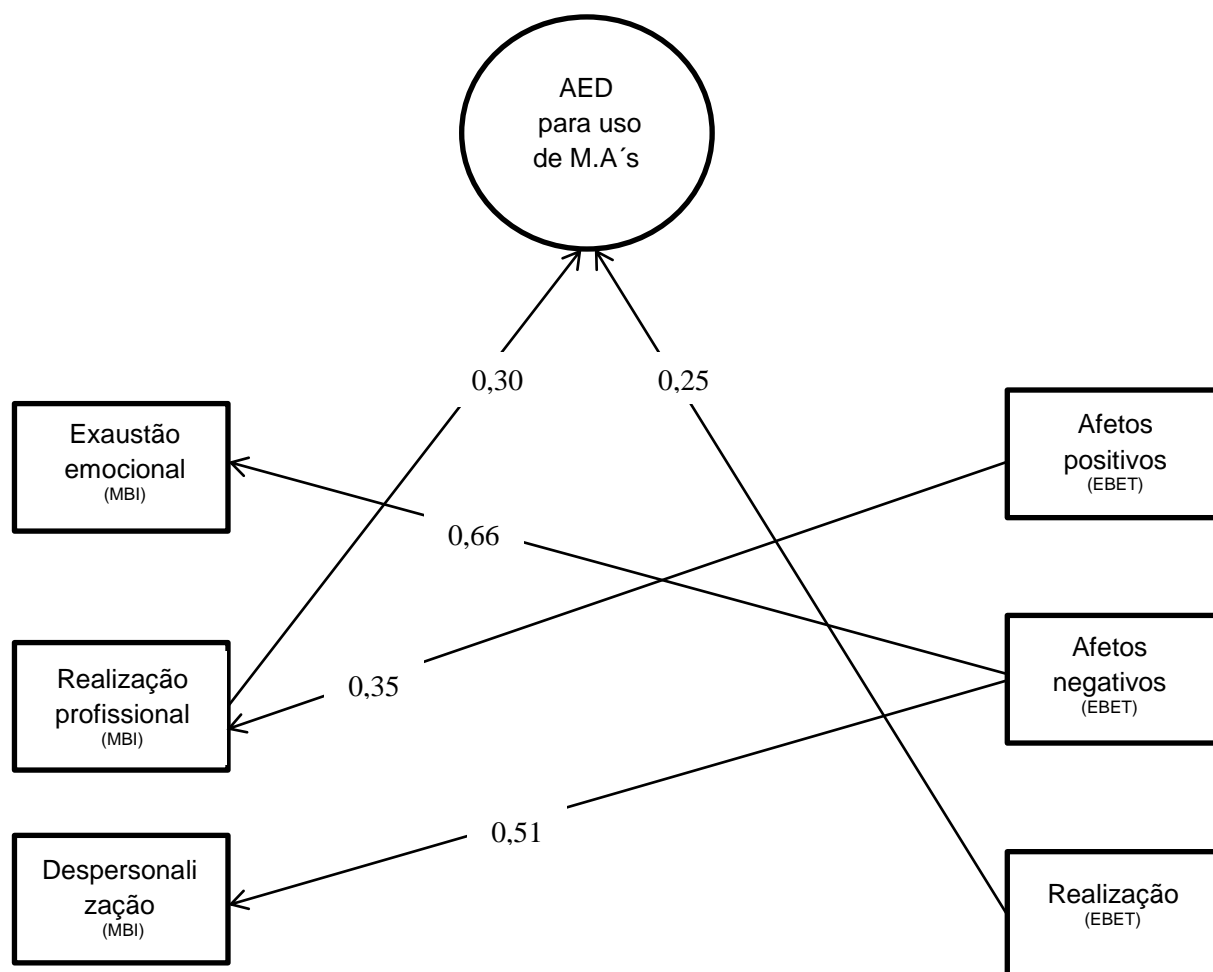 AED
para uso
de M.A´s
0,30
0,25
Exaustão
emocional
(MBI)
Afetos
positivos
(EBET)
0,66
Realização
profissional
(MBI)
0,35
Afetos
negativos
(EBET)
0,51
Despersonali
zação
(MBI)
Realização
(EBET)